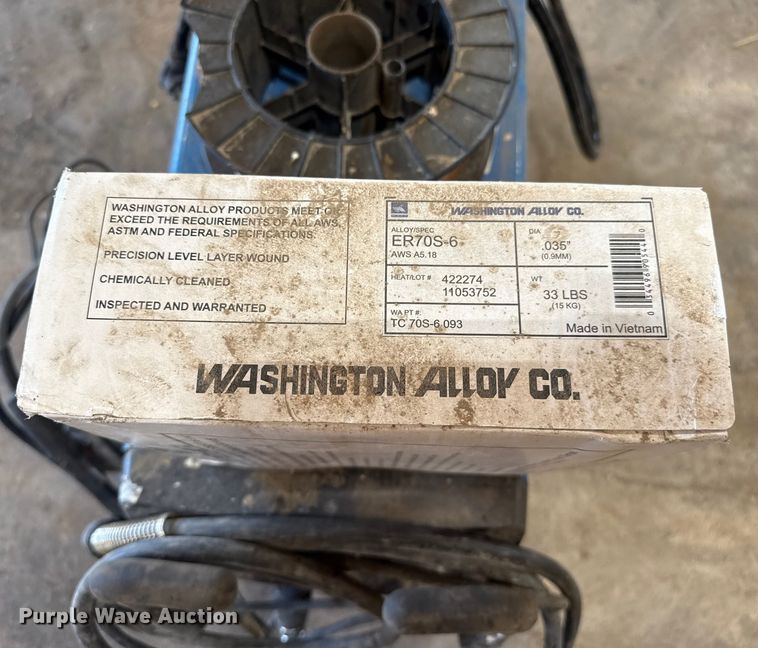 WASHINGTON ALLOY PRODUCTS MEET OR
EXCEED THE REQUIREMENTS OF ALL AWS,
ASTM AND FEDERAL SPECIFICATIONS.
PRECISION LEVEL-LAYER WOUND
CHEMICALLY CLEANED
INSPECTED AND WARRANTED
WASHINGTON ALLOY CO.
ALLOY/SPEC
ER70S-6
AWS A5.18
DIA
.035"
(0.9MM)
HEAT/LOT # 422274
11053752
WT
33 LBS
(15 KG)
WA PT #:
TC 70S-6 093
Made in Vietnam
WASHINGTON ALLOY CO.
Purple Wave Auction